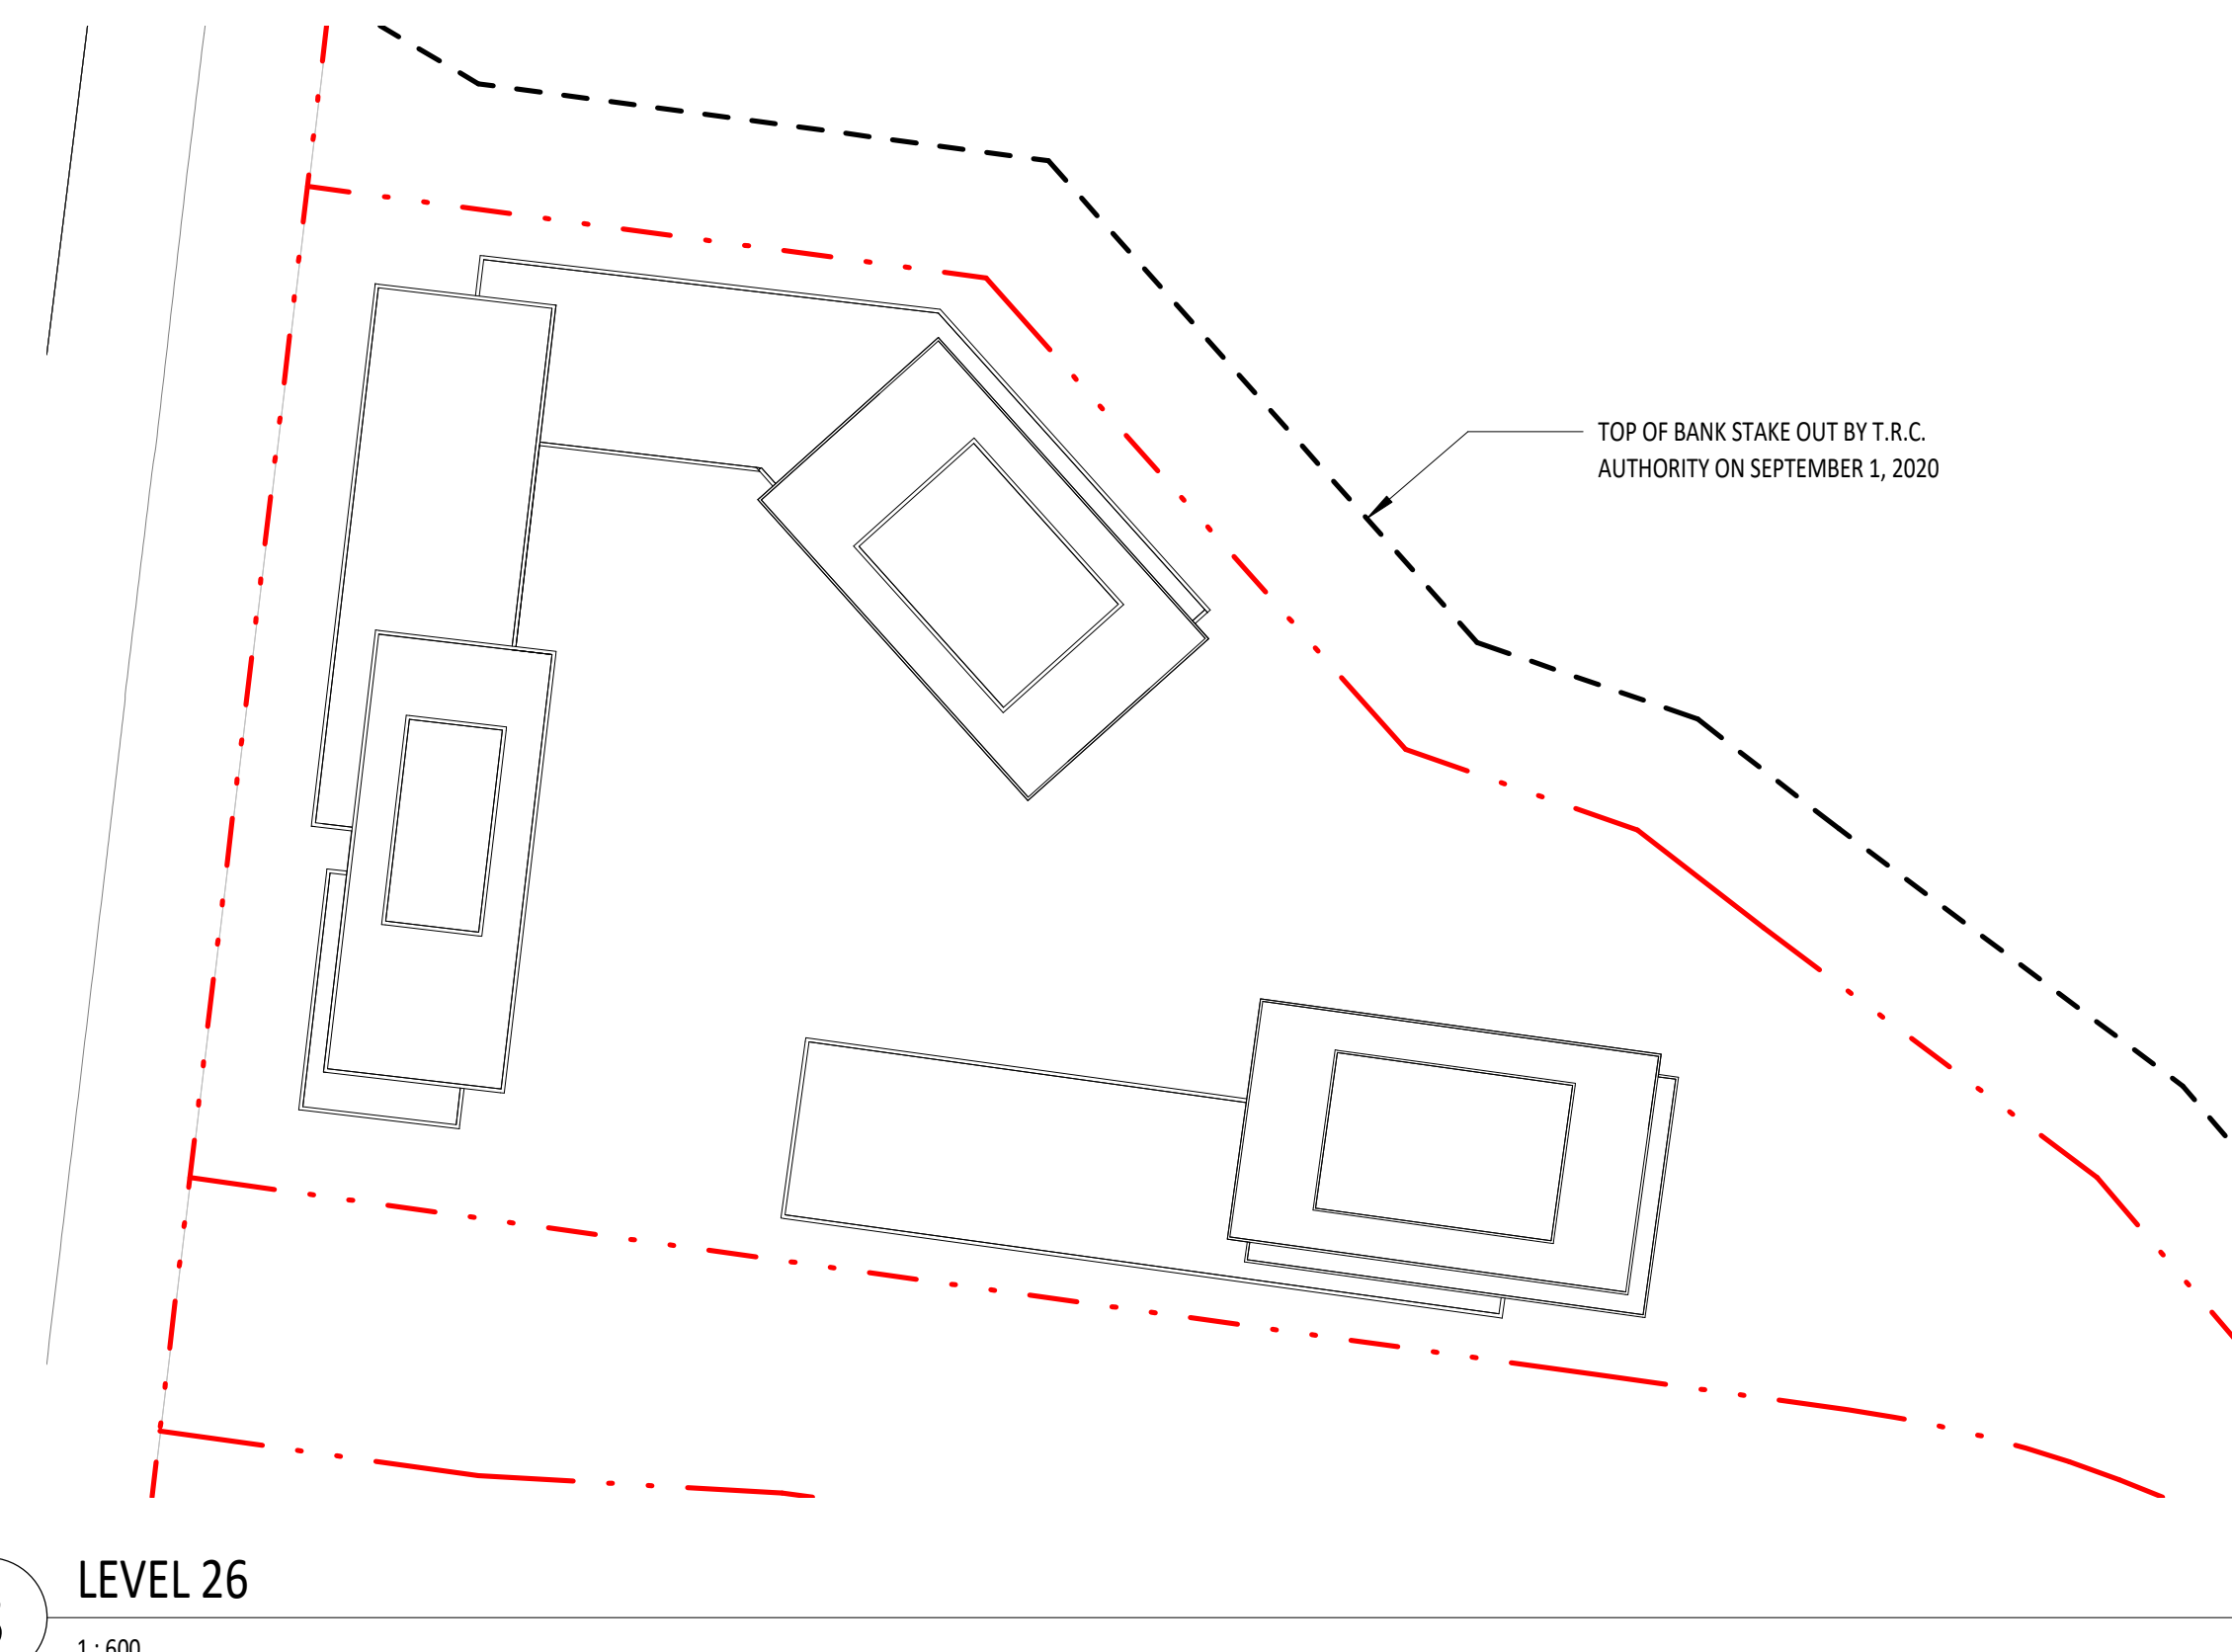 TOP OF BANK STAKE OUT BY T.R.C.
AUTHORITY ON SEPTEMBER 1, 2020
LEVEL 26
1 : 600